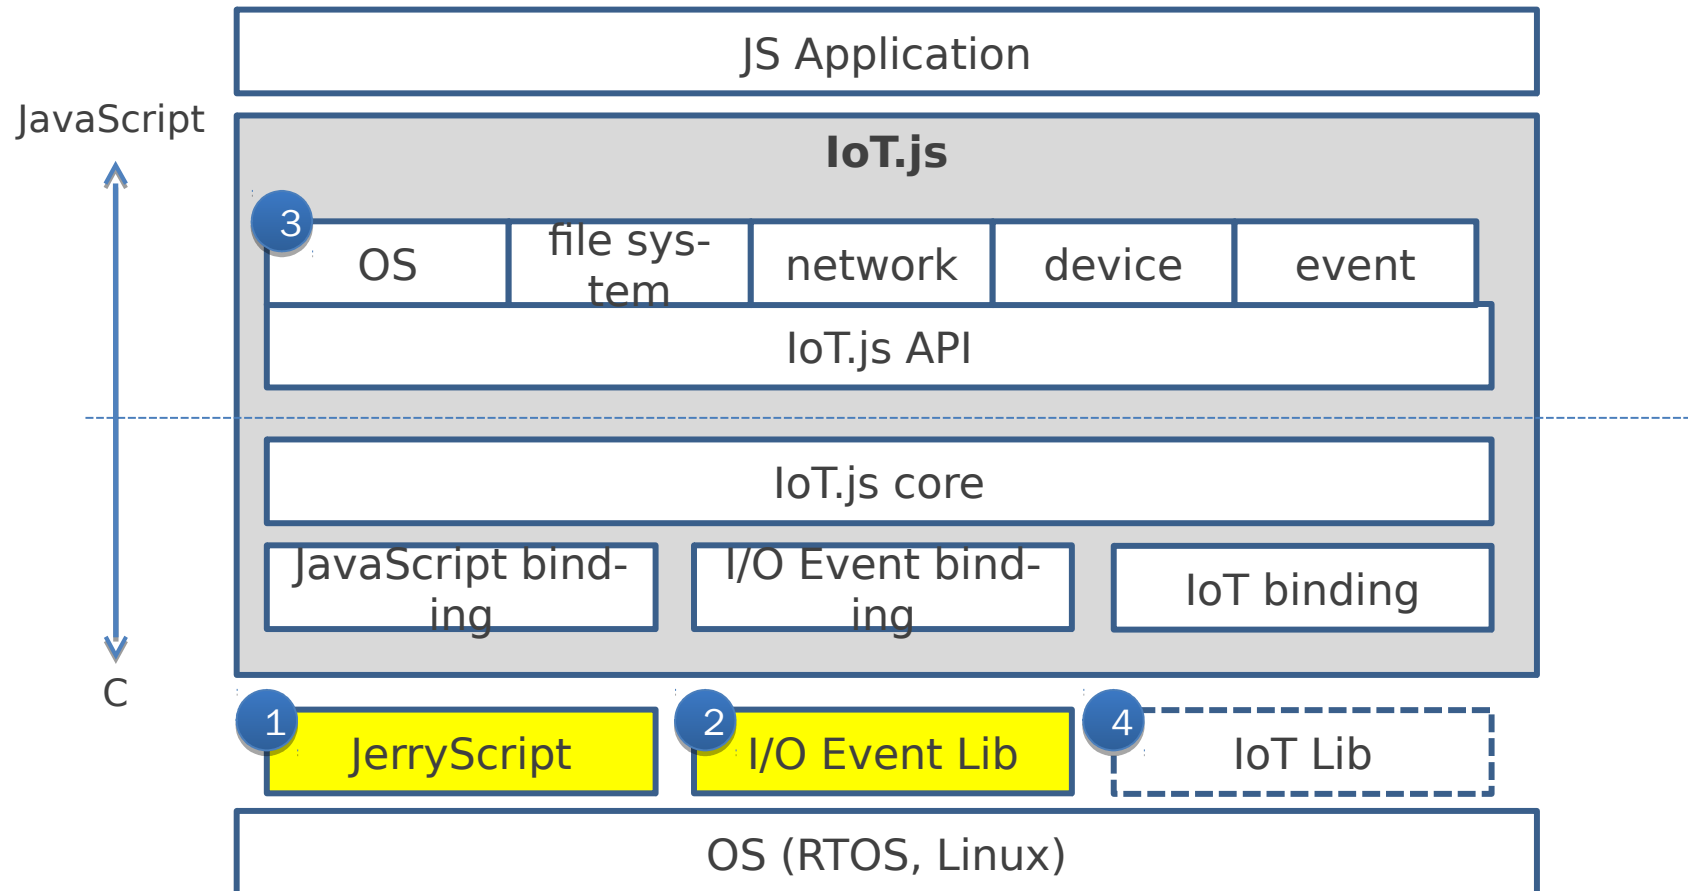 JS Application
JavaScript
IoT.js
3
OS
file sys-
tem
network
device
event
IoT.js API
IoT.js core
JavaScript bind-
ing
I/O Event bind-
ing
IoT binding
C
1
JerryScript
2
I/O Event Lib
4
IoT Lib
OS (RTOS, Linux)